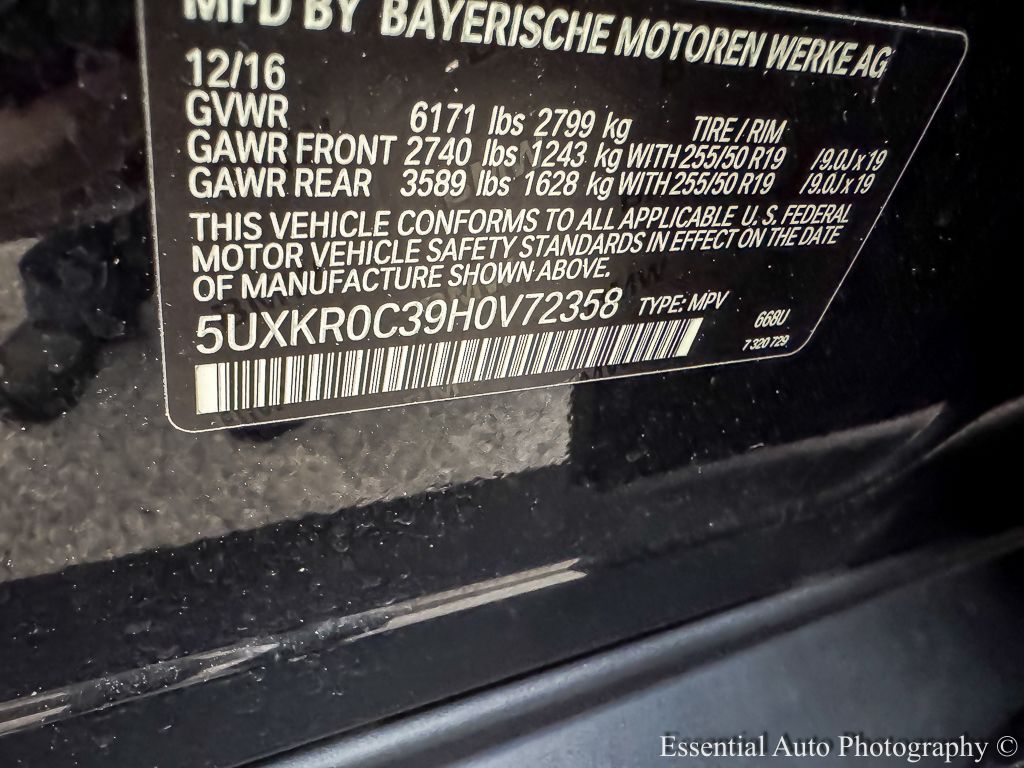 MFD BY BAYERISCHE MOTOREN WERKE AG
12/16
GVWR 6171 lbs 2799 kg TIRE / RIM
GAWR FRONT 2740 lbs 1243 kg WITH 255/50 R19 /9.0J x 19
GAWR REAR 3589 lbs 1628 kg WITH 255/50 R19 /9.0J x 19
THIS VEHICLE CONFORMS TO ALL APPLICABLE U. S. FEDERAL
MOTOR VEHICLE SAFETY STANDARDS IN EFFECT ON THE DATE
OF MANUFACTURE SHOWN ABOVE.
5UXKR0C39H0V72358 TYPE: MPV
668U
7 320 729
Essential Auto Photography ©